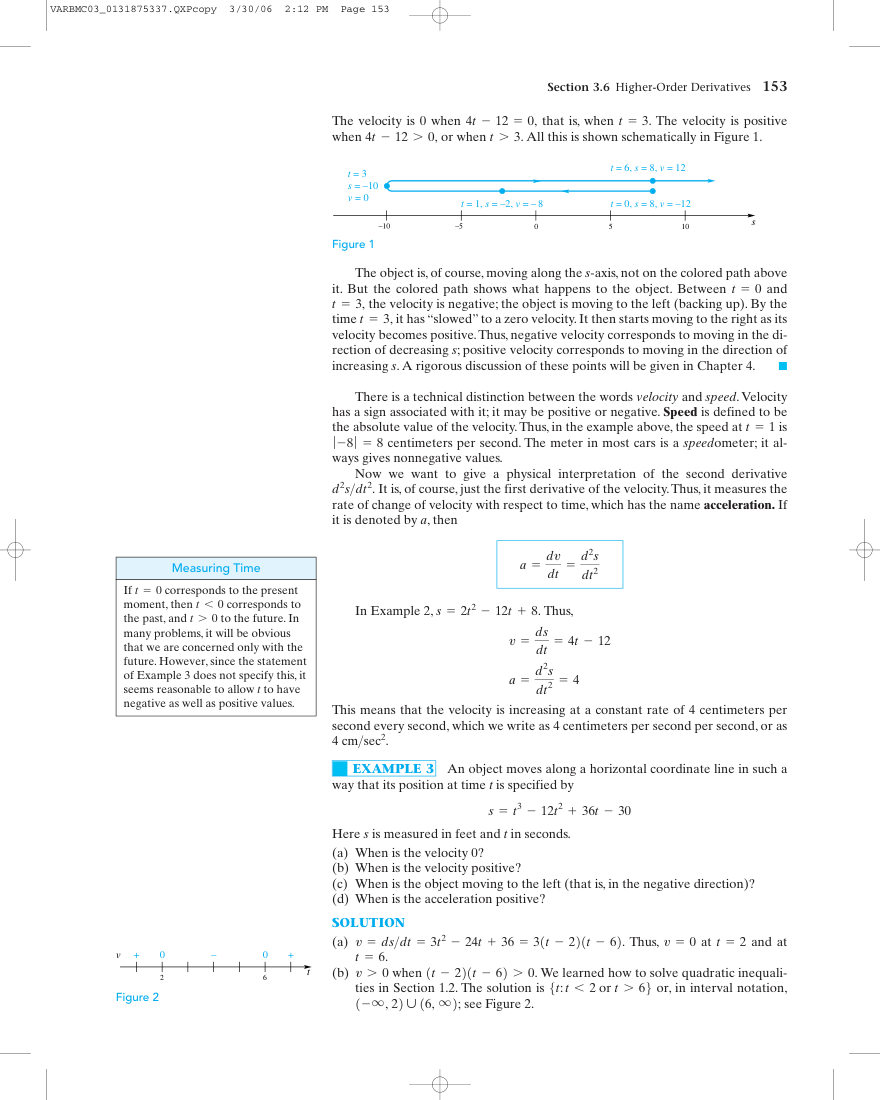 VARBMC03_0131875337.QXPcopy 3/30/06 2:12 PM Page 153
Section 3.6 Higher-Order Derivatives 153
The velocity is 0 when 4t − 12 = 0, that is, when t = 3. The velocity is positive
when 4t − 12 > 0, or when t > 3. All this is shown schematically in Figure 1.
t = 6, s = 8, v = 12
t = 3
s = −10
v = 0
t = 1, s = −2, v = −8
t = 0, s = 8, v = −12
−10 −5 0 5 10 s
Figure 1
The object is, of course, moving along the s-axis, not on the colored path above
it. But the colored path shows what happens to the object. Between t = 0 and
t = 3, the velocity is negative; the object is moving to the left (backing up). By the
time t = 3, it has “slowed” to a zero velocity. It then starts moving to the right as its
velocity becomes positive. Thus, negative velocity corresponds to moving in the di-
rection of decreasing s; positive velocity corresponds to moving in the direction of
increasing s. A rigorous discussion of these points will be given in Chapter 4.
There is a technical distinction between the words velocity and speed. Velocity
has a sign associated with it; it may be positive or negative. Speed is defined to be
the absolute value of the velocity. Thus, in the example above, the speed at t = 1 is
|−8| = 8 centimeters per second. The meter in most cars is a speedometer; it al-
ways gives nonnegative values.
Now we want to give a physical interpretation of the second derivative
d²s/dt². It is, of course, just the first derivative of the velocity. Thus, it measures the
rate of change of velocity with respect to time, which has the name acceleration. If
it is denoted by a, then
a = dv/dt = d²s/dt²
Measuring Time
If t = 0 corresponds to the present
moment, then t < 0 corresponds to
the past, and t > 0 to the future. In
many problems, it will be obvious
that we are concerned only with the
future. However, since the statement
of Example 3 does not specify this, it
seems reasonable to allow t to have
negative as well as positive values.
In Example 2, s = 2t² − 12t + 8. Thus,
v = ds/dt = 4t − 12
a = d²s/dt² = 4
This means that the velocity is increasing at a constant rate of 4 centimeters per
second every second, which we write as 4 centimeters per second per second, or as
4 cm/sec².
EXAMPLE 3 An object moves along a horizontal coordinate line in such a
way that its position at time t is specified by
s = t³ − 12t² + 36t − 30
Here s is measured in feet and t in seconds.
(a) When is the velocity 0?
(b) When is the velocity positive?
(c) When is the object moving to the left (that is, in the negative direction)?
(d) When is the acceleration positive?
SOLUTION
(a) v = ds/dt = 3t² − 24t + 36 = 3(t − 2)(t − 6). Thus, v = 0 at t = 2 and at
t = 6.
(b) v > 0 when (t − 2)(t − 6) > 0. We learned how to solve quadratic inequali-
ties in Section 1.2. The solution is {t: t < 2 or t > 6} or, in interval notation,
(−∞, 2) ∪ (6, ∞); see Figure 2.
v + 0 − 0 +
2 6 t
Figure 2